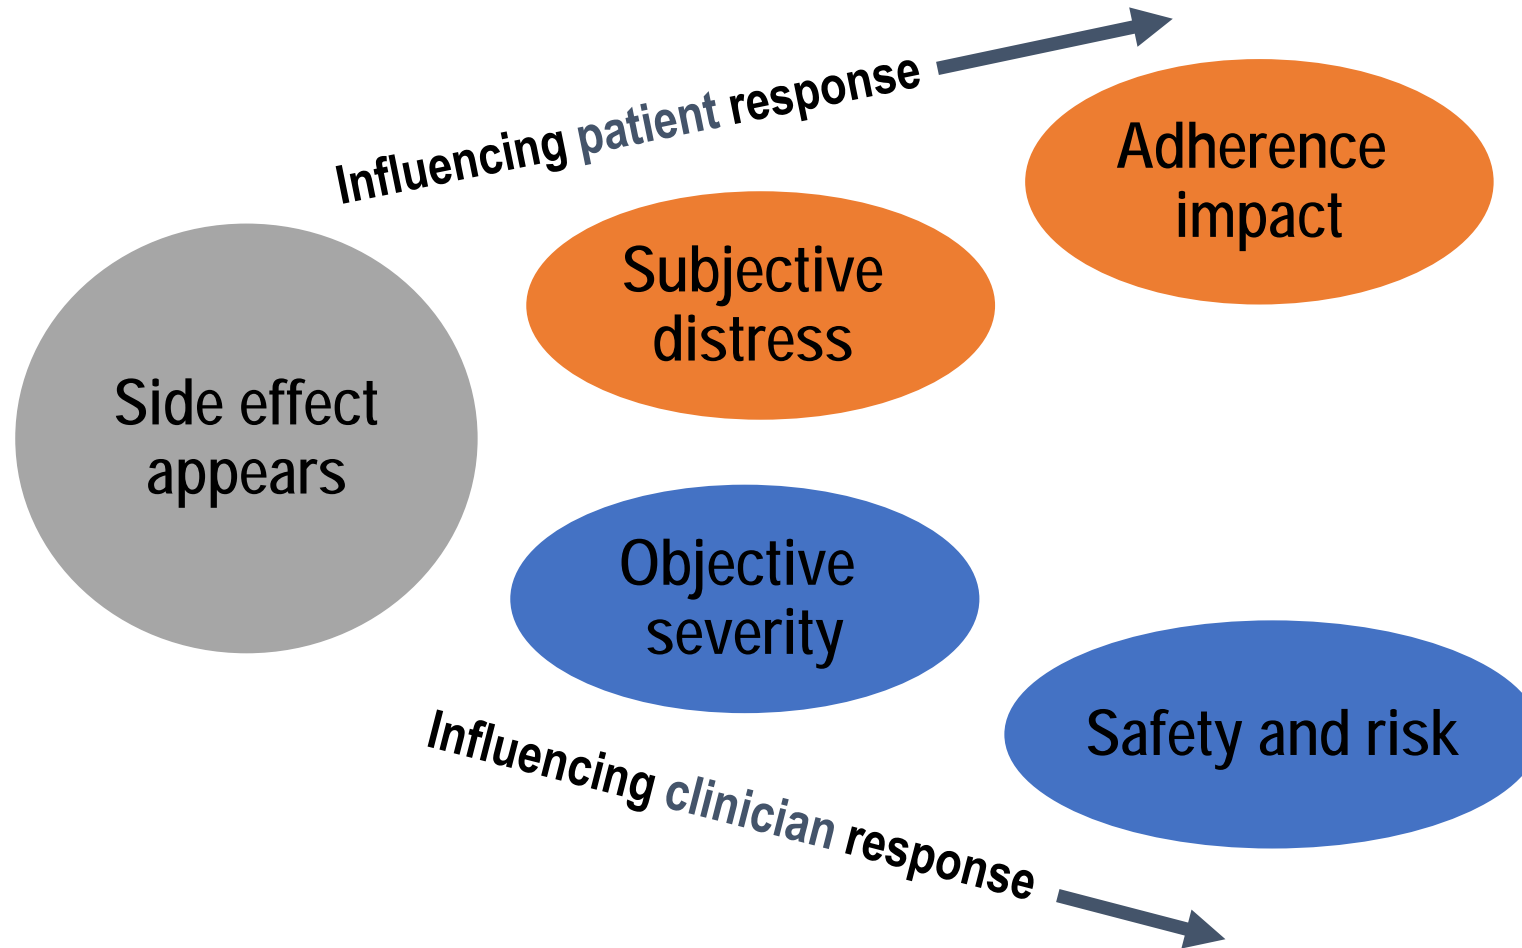 Influencing patient response
Adherence
impact
Subjective
distress
Side effect
appears
Objective
severity
Safety and risk
Influencing clinician response